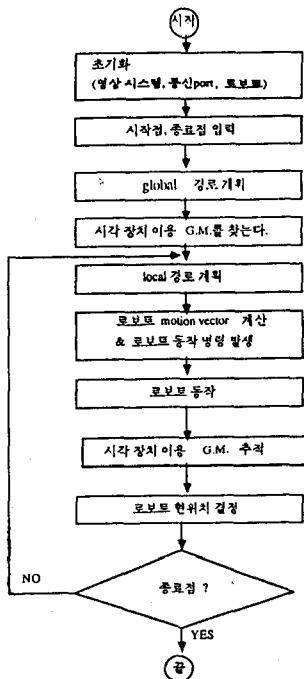 시작
초기화
(영상 시스템, 통신port, 로보트)
시작점, 종료점 입력
global 경로 계획
시각 장치 이용 G.M.를 찾는다.
local 경로 계획
로보트 motion vector 계산
& 로보트 동작 명령 발생
로보트 동작
시각 장치 이용 G.M. 추적
로보트 현위치 결정
종료점 ?
NO
YES
끝